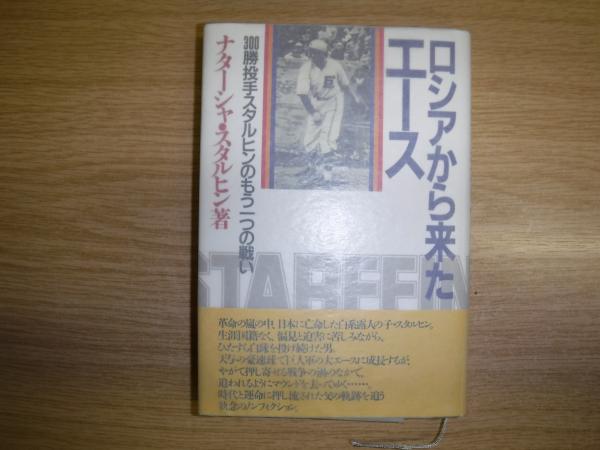 ロシアから来た
エース
300勝投手スタルヒンのもう一つの戦い
ナターシャ・スタルヒン著
STARFFIN
革命の嵐の中、日本に亡命した白系露人の子・スタルヒン。
生涯国籍なく、偏見と迫害に苦しみながら、
ひたすら白球を投げ続けた男。
天与の豪速球で巨人軍の大エースに成長するが、
やがて押し寄せる戦争の渦のなかで、
追われるようにマウンドを去ってゆく……。
時代と運命に押し流された父の軌跡を追う
執念のノンフィクション。